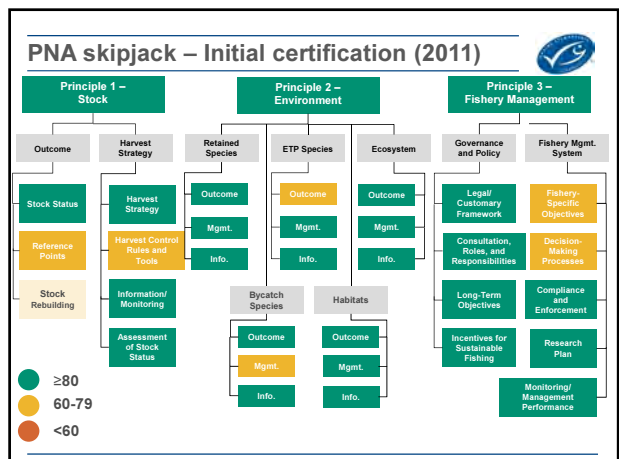 PNA skipjack – Initial certification (2011)
Principle 1 –
Stock
Principle 2 –
Environment
Principle 3 –
Fishery Management
Outcome
Harvest
Strategy
Retained
Species
ETP Species
Ecosystem
Governance
and Policy
Fishery Mgmt.
System
Stock Status
Reference
Points
Stock
Rebuilding
Harvest
Strategy
Harvest Control
Rules and
Tools
Information/
Monitoring
Assessment
of Stock
Status
Outcome
Mgmt.
Info.
Outcome
Mgmt.
Info.
Outcome
Mgmt.
Info.
Bycatch
Species
Outcome
Mgmt.
Info.
Habitats
Outcome
Mgmt.
Info.
Legal/
Customary
Framework
Consultation,
Roles, and
Responsibilities
Long-Term
Objectives
Incentives for
Sustainable
Fishing
Fishery-
Specific
Objectives
Decision-
Making
Processes
Compliance
and
Enforcement
Research
Plan
Monitoring/
Management
Performance
≥80
60-79
<60